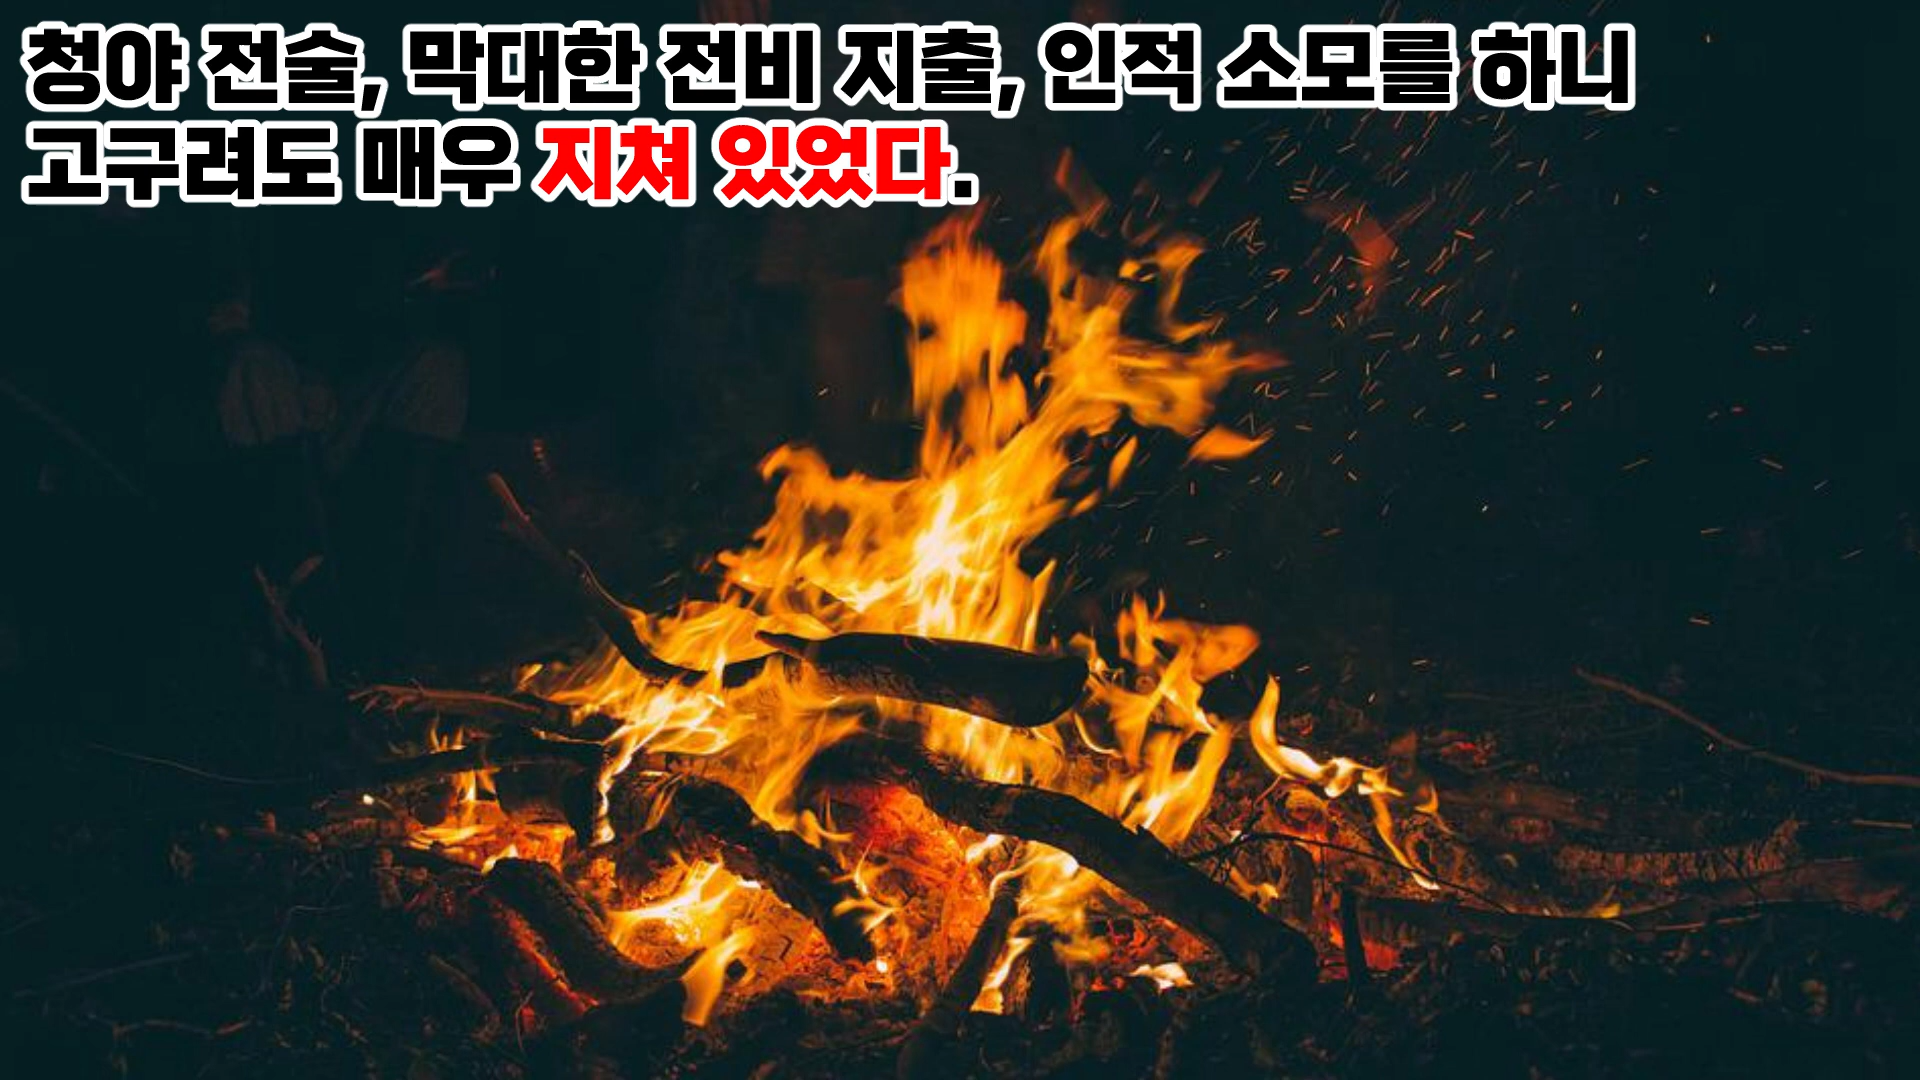 청야 전술, 막대한 전비 지출, 인적 소모를 하니
고구려도 매우 지쳐 있었다.